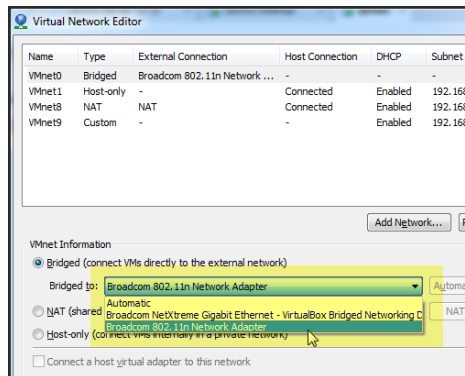 Virtual Network Editor
Name Type External Connection Host Connection DHCP Subnet
VMnet0 Bridged Broadcom 802.11n Network ... - - -
VMnet1 Host-only - Connected Enabled 192.168
VMnet8 NAT NAT Connected Enabled 192.168
VMnet9 Custom - - Enabled 192.168
Add Network...
VMnet Information
Bridged (connect VMs directly to the external network)
Bridged to: Broadcom 802.11n Network Adapter Automa
Automatic
NAT (shared NAT
Broadcom NetXtreme Gigabit Ethernet - VirtualBox Bridged Networking D
Broadcom 802.11n Network Adapter
Host-only (connect VMs internally in a private network)
Connect a host virtual adapter to this network